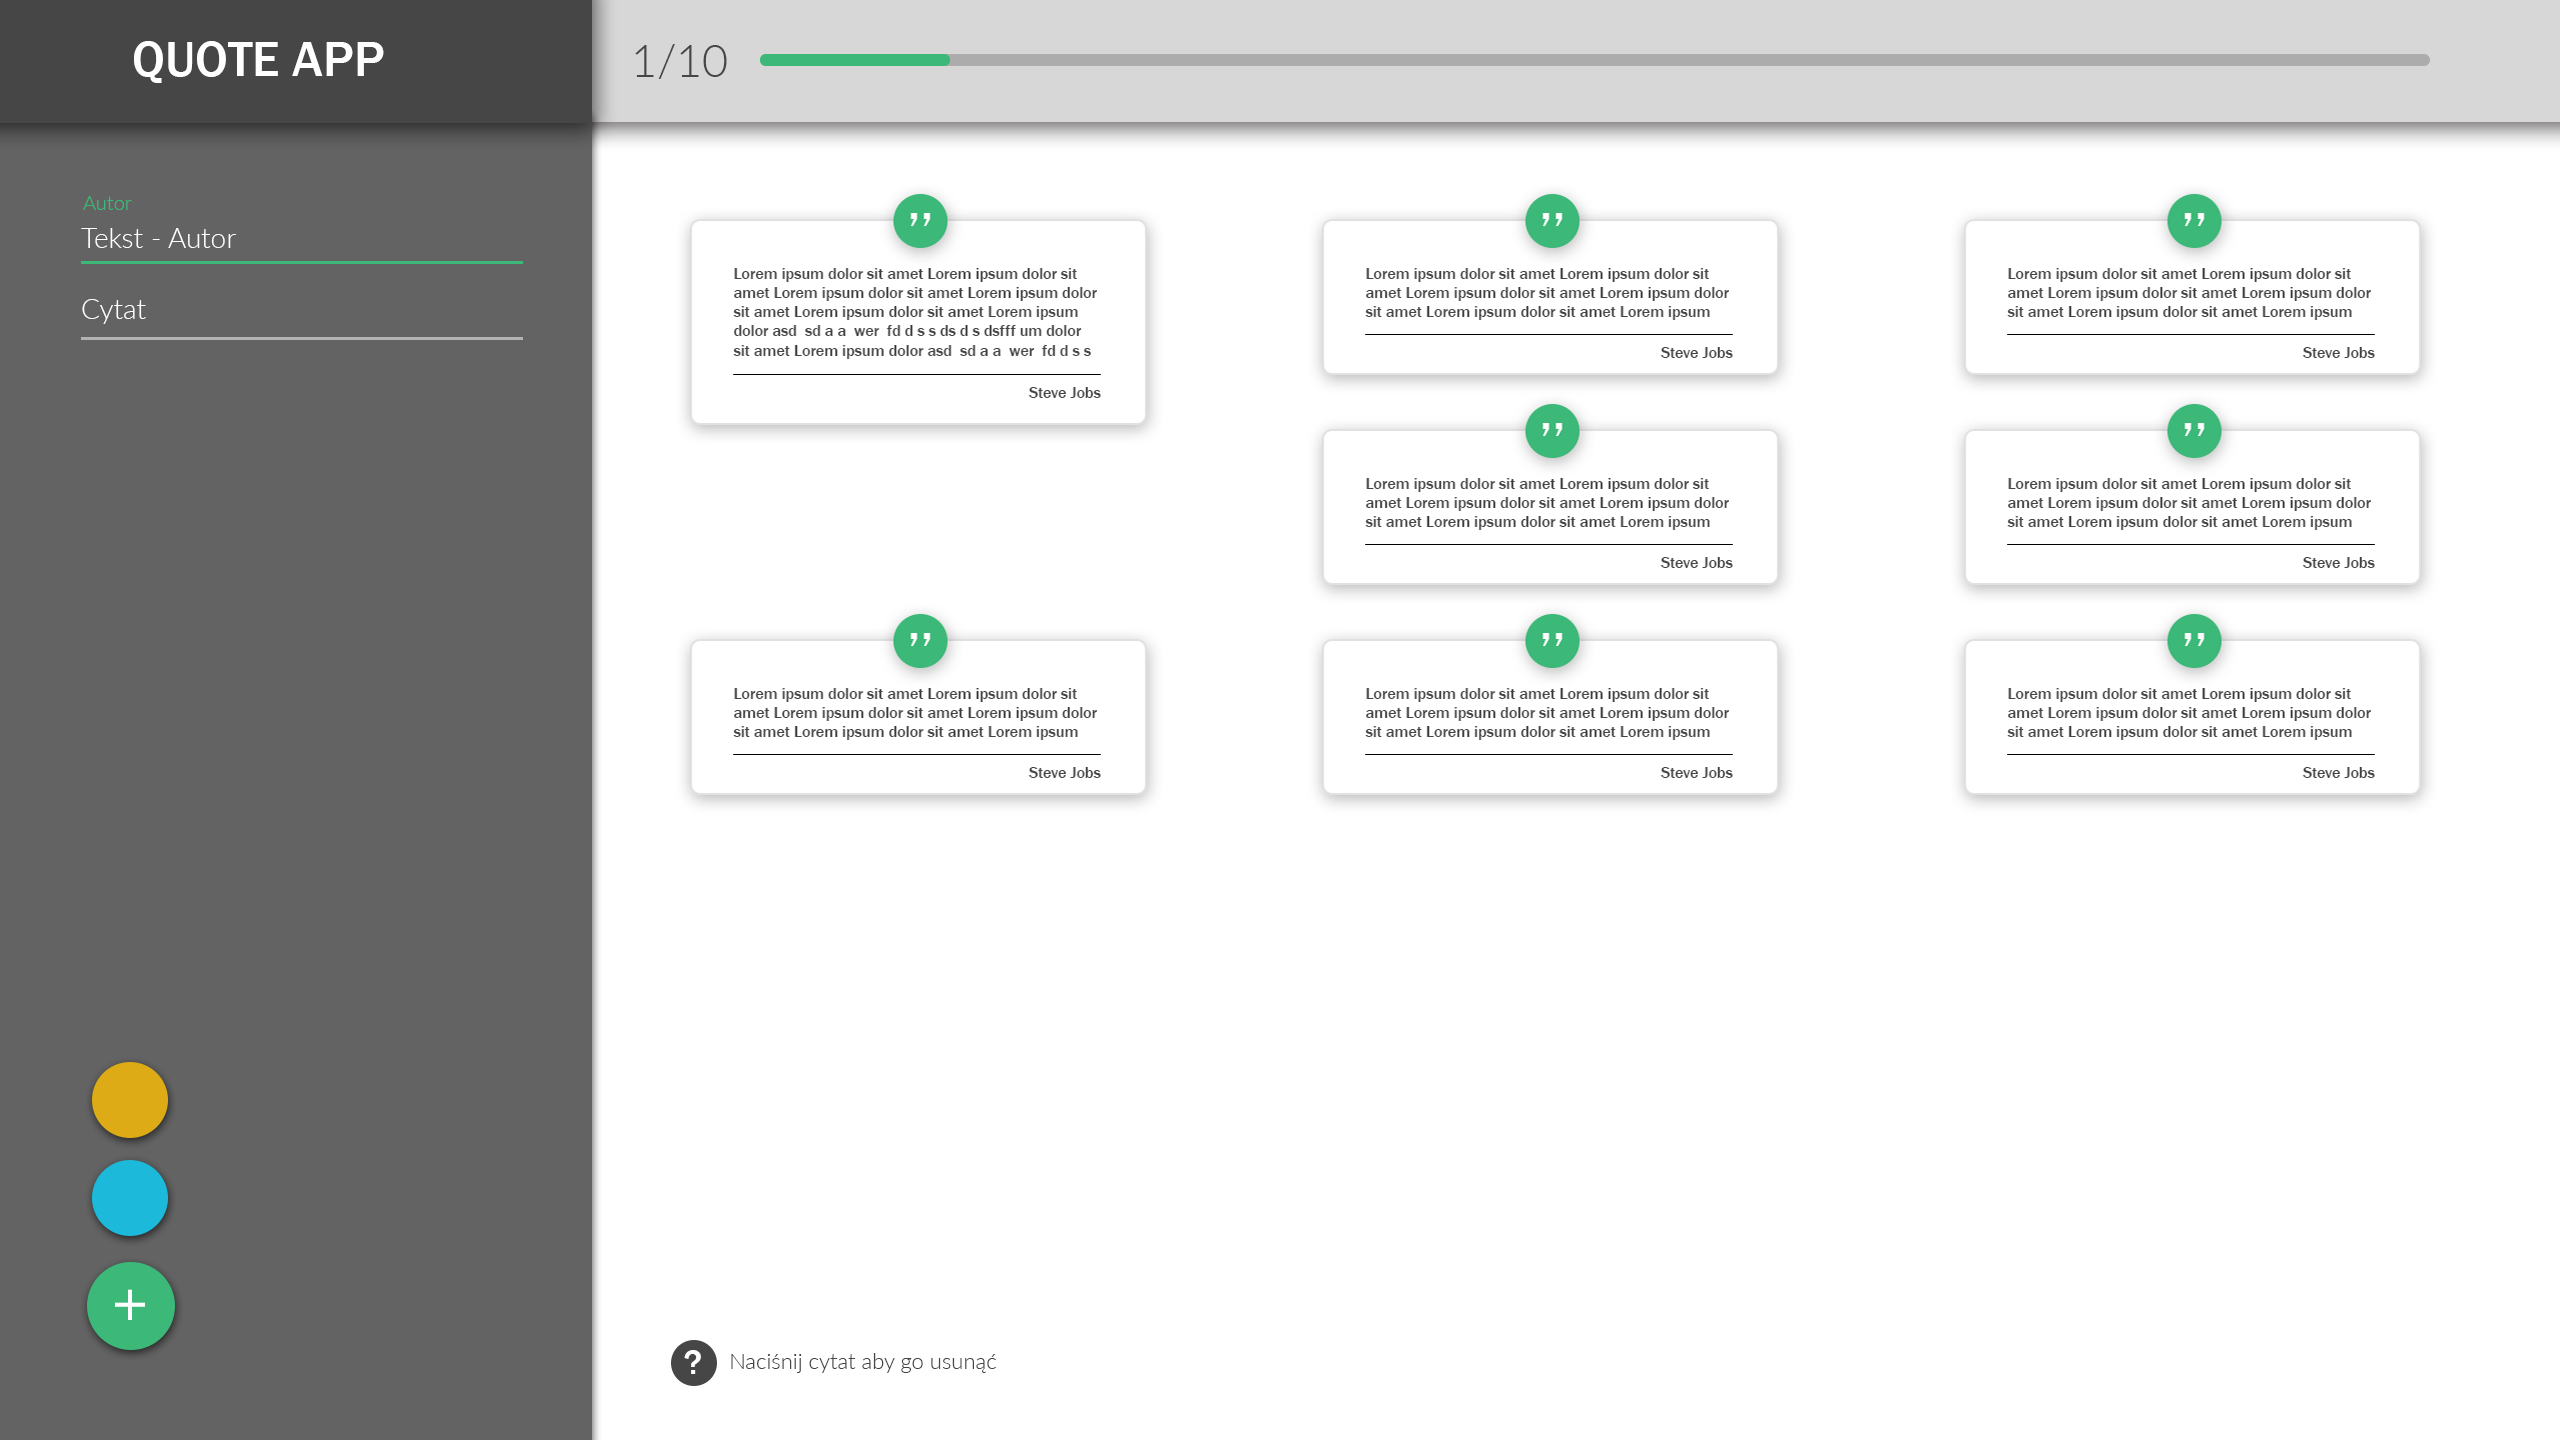 QUOTE APP
1/10
Autor
Tekst - Autor
Cytat
Lorem ipsum dolor sit amet Lorem ipsum dolor sit
amet Lorem ipsum dolor sit amet Lorem ipsum dolor
sit amet Lorem ipsum dolor sit amet Lorem ipsum
dolor asd  sd a a  wer  fd d s s ds d s dsfff um dolor
sit amet Lorem ipsum dolor asd  sd a a  wer  fd d s s
Steve Jobs
Lorem ipsum dolor sit amet Lorem ipsum dolor sit
amet Lorem ipsum dolor sit amet Lorem ipsum dolor
sit amet Lorem ipsum dolor sit amet Lorem ipsum
Steve Jobs
Lorem ipsum dolor sit amet Lorem ipsum dolor sit
amet Lorem ipsum dolor sit amet Lorem ipsum dolor
sit amet Lorem ipsum dolor sit amet Lorem ipsum
Steve Jobs
Lorem ipsum dolor sit amet Lorem ipsum dolor sit
amet Lorem ipsum dolor sit amet Lorem ipsum dolor
sit amet Lorem ipsum dolor sit amet Lorem ipsum
Steve Jobs
Lorem ipsum dolor sit amet Lorem ipsum dolor sit
amet Lorem ipsum dolor sit amet Lorem ipsum dolor
sit amet Lorem ipsum dolor sit amet Lorem ipsum
Steve Jobs
Lorem ipsum dolor sit amet Lorem ipsum dolor sit
amet Lorem ipsum dolor sit amet Lorem ipsum dolor
sit amet Lorem ipsum dolor sit amet Lorem ipsum
Steve Jobs
Lorem ipsum dolor sit amet Lorem ipsum dolor sit
amet Lorem ipsum dolor sit amet Lorem ipsum dolor
sit amet Lorem ipsum dolor sit amet Lorem ipsum
Steve Jobs
Lorem ipsum dolor sit amet Lorem ipsum dolor sit
amet Lorem ipsum dolor sit amet Lorem ipsum dolor
sit amet Lorem ipsum dolor sit amet Lorem ipsum
Steve Jobs
+
? Naciśnij cytat aby go usunąć